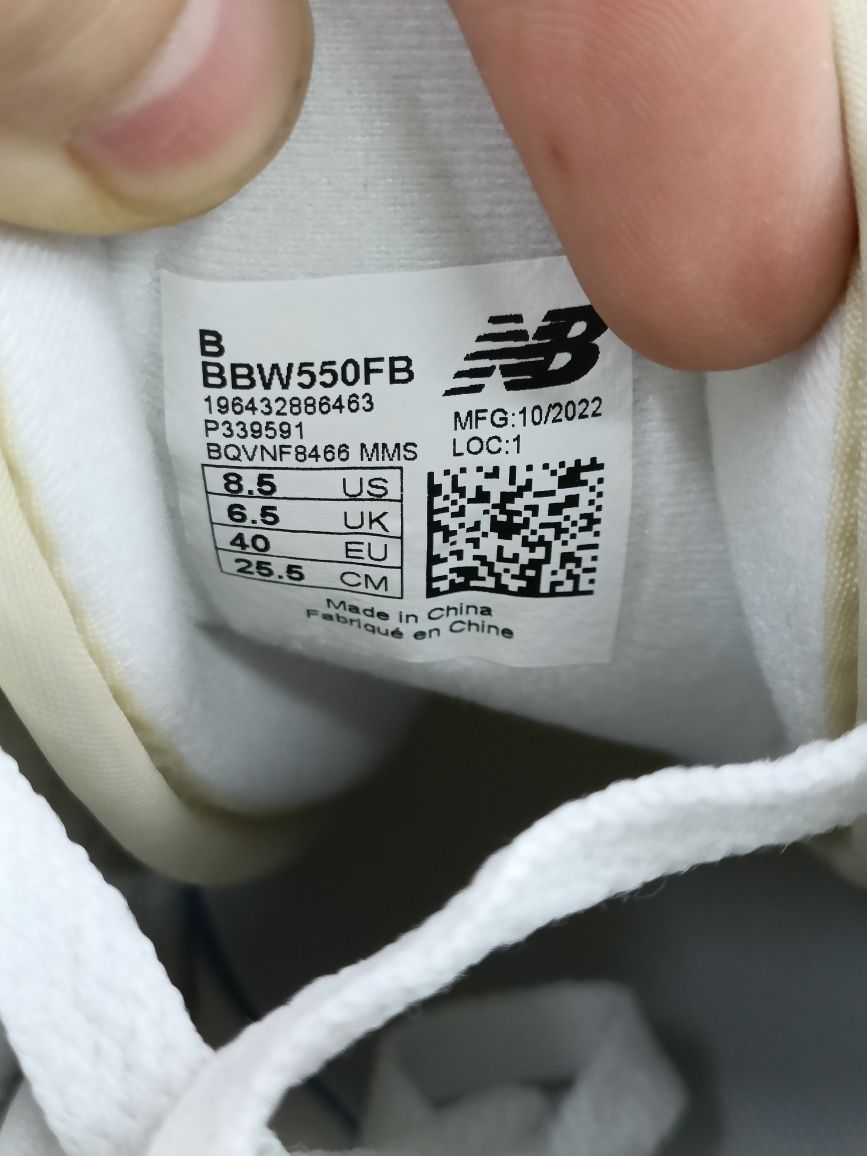 B
BBW550FB
196432886463
P339591
BQVNF8466 MMS
NB
MFG:10/2022
LOC:1
8.5 US
6.5 UK
40 EU
25.5 CM
Made in China
Fabriqué en Chine